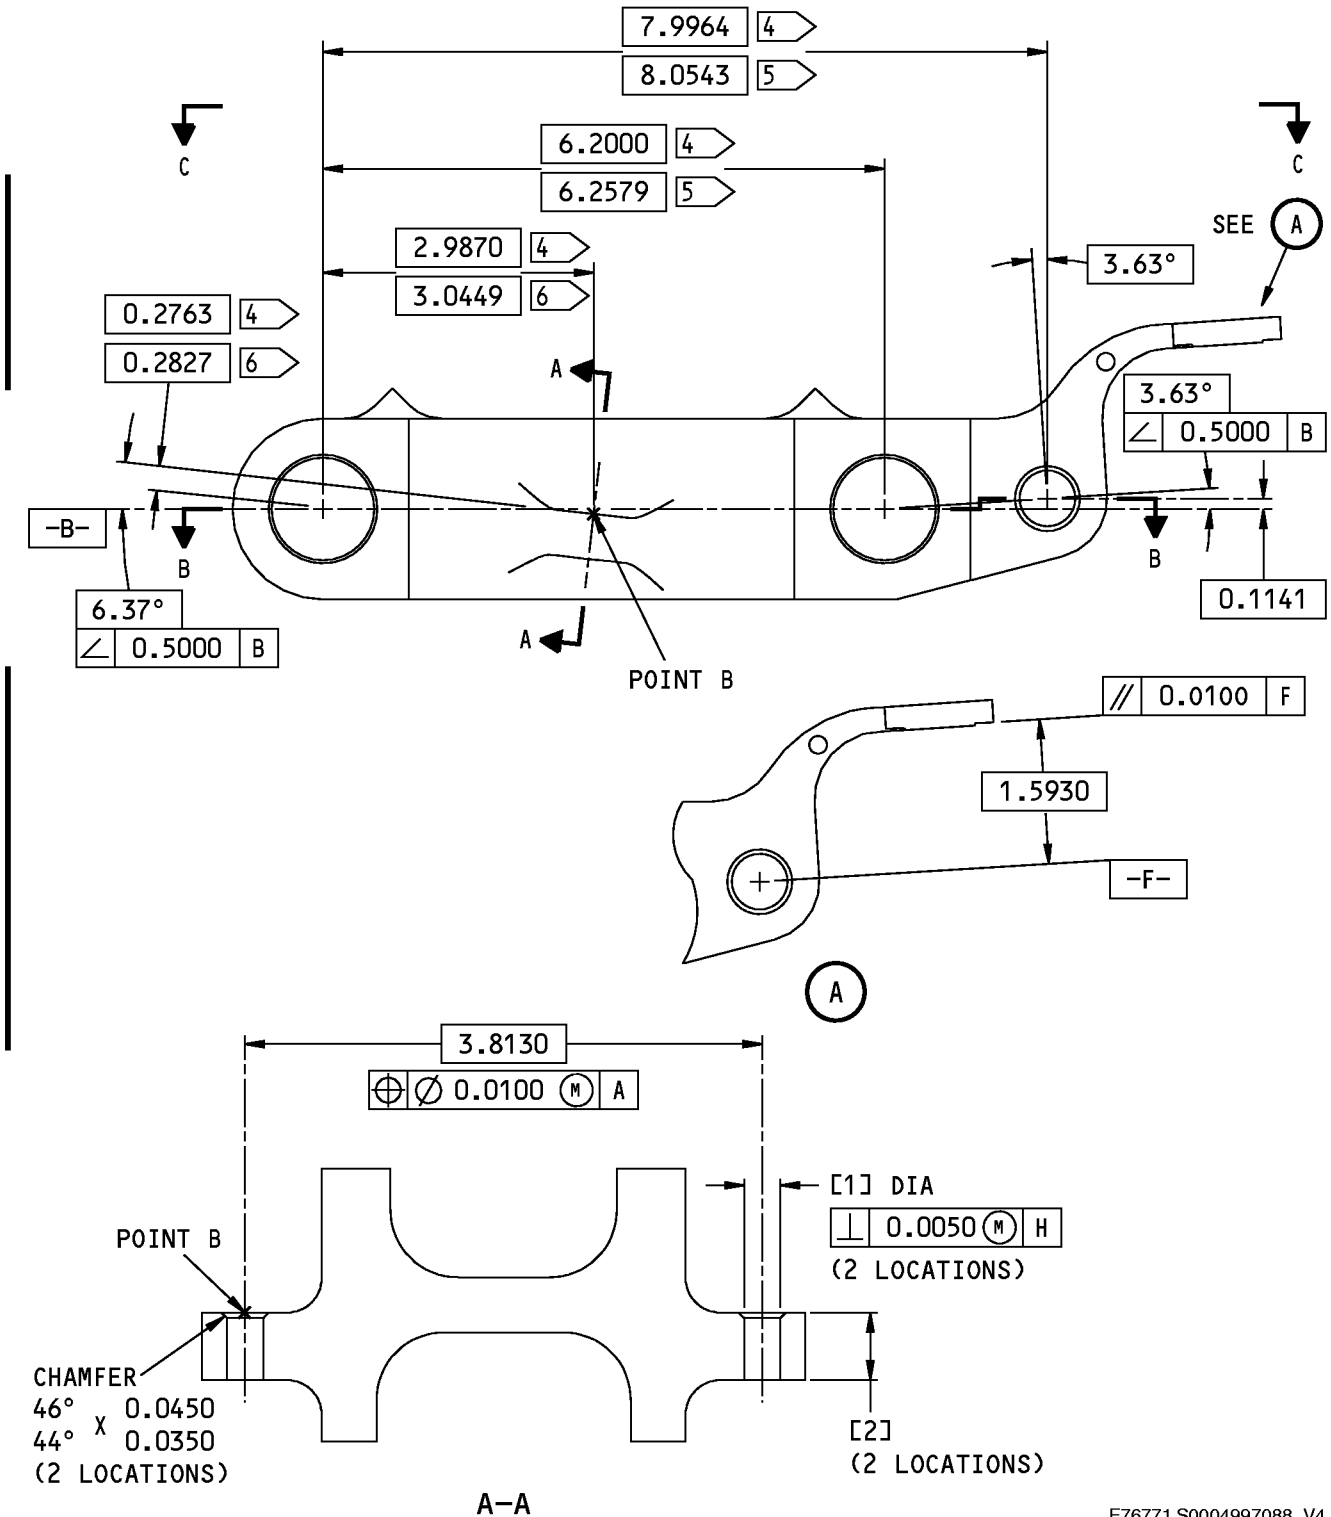 7.9964 4
8.0543 5
C
C
6.2000 4
6.2579 5
SEE A
2.9870 4
3.0449 6
3.63°
0.2763 4
0.2827 6
A
3.63°
∠ 0.5000 B
-B-
B
B
6.37°
∠ 0.5000 B
0.1141
A
POINT B
// 0.0100 F
1.5930
-F-
A
3.8130
⌖ ⌀ 0.0100 Ⓜ A
[1] DIA
⊥ 0.0050 Ⓜ H
(2 LOCATIONS)
POINT B
CHAMFER
46° X 0.0450
44° 0.0350
(2 LOCATIONS)
[2]
(2 LOCATIONS)
A-A
F76771 S0004997088_V4